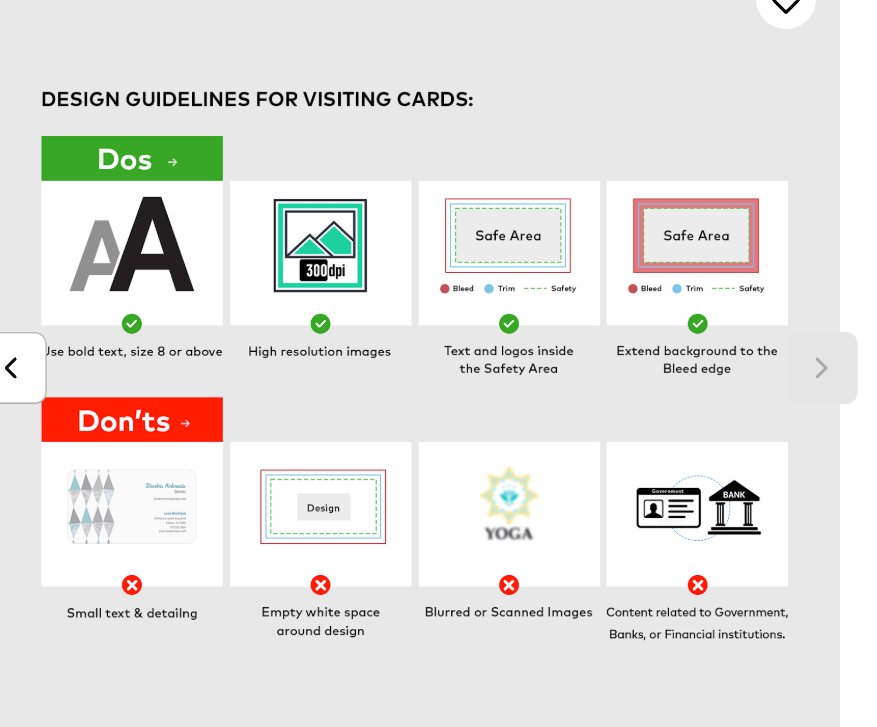 DESIGN GUIDELINES FOR VISITING CARDS:
Dos →
AA
300dpi
Safe Area
Bleed Trim Safety
Safe Area
Bleed Trim Safety
Use bold text, size 8 or above
High resolution images
Text and logos inside
the Safety Area
Extend background to the
Bleed edge
Don'ts →
Design
YOGA
Government
BANK
Small text & detailng
Empty white space
around design
Blurred or Scanned Images
Content related to Government,
Banks, or Financial institutions.